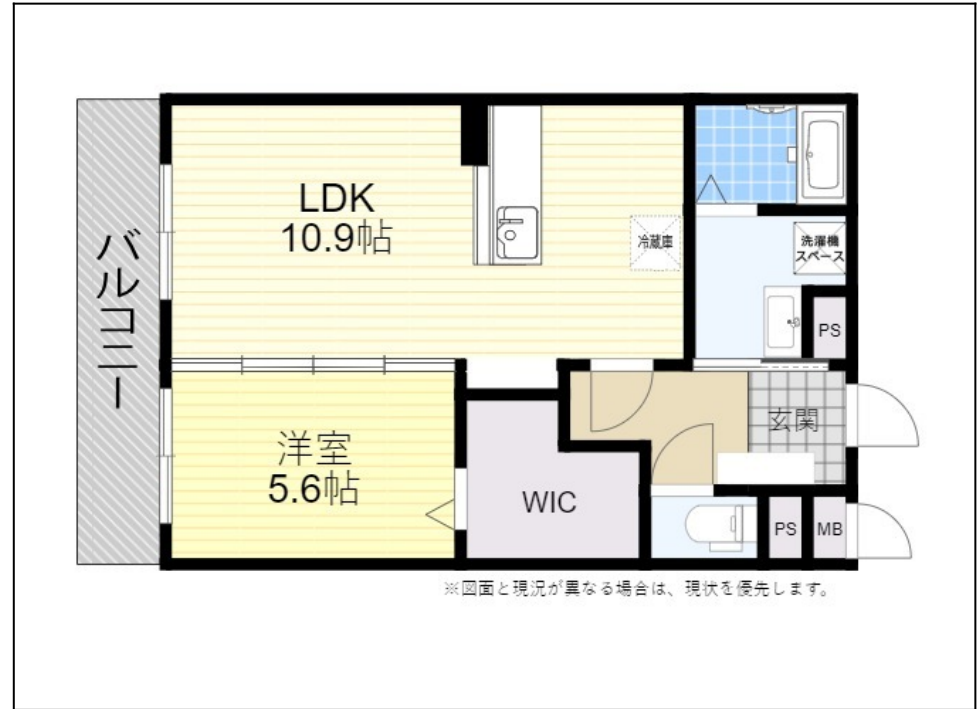 LDK
10.9帖
冷蔵庫
洗濯機
スペース
バルコニー
PS
玄関
洋室
5.6帖
WIC
PS
MB
※図面と現況が異なる場合は、現状を優先します。